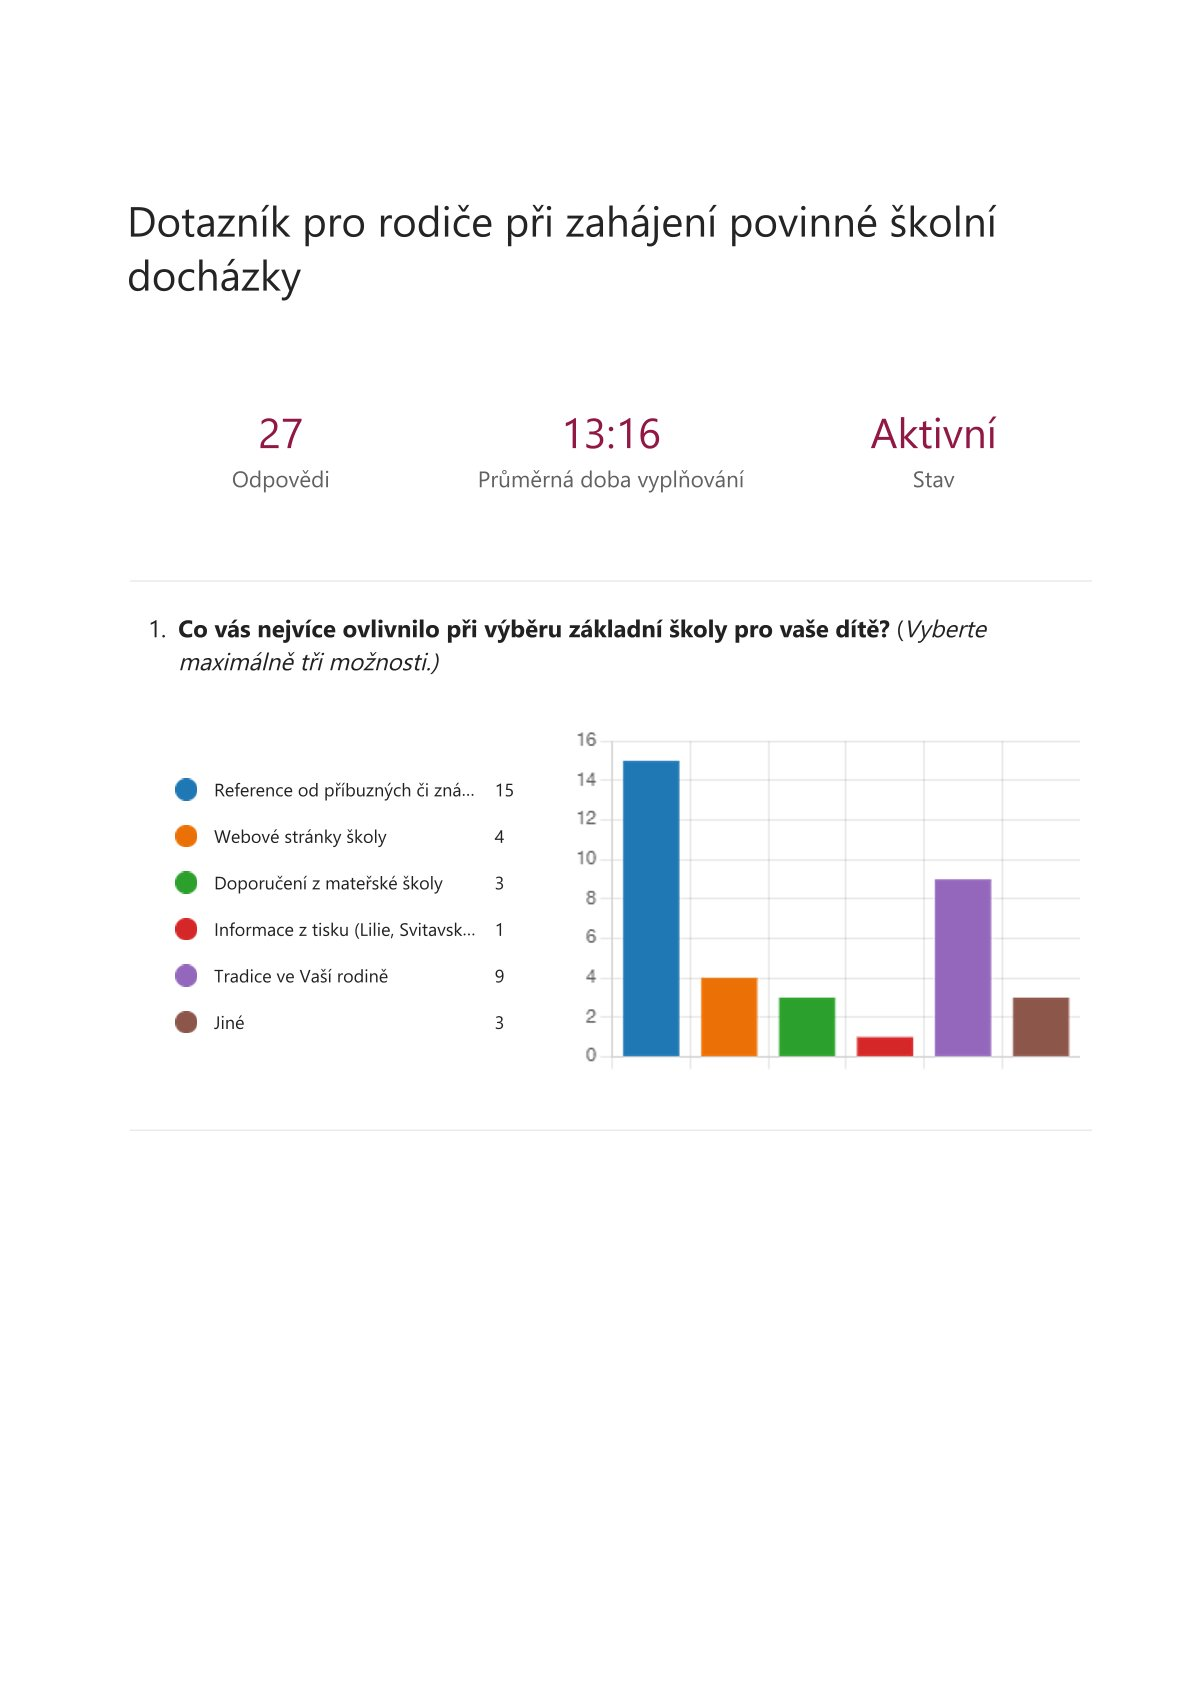 Dotazník pro rodiče při zahájení povinné školní
docházky
27
Odpovědi
13:16
Průměrná doba vyplňování
Aktivní
Stav
1. Co vás nejvíce ovlivnilo při výběru základní školy pro vaše dítě? (Vyberte
maximálně tři možnosti.)
Reference od příbuzných či zná... 15
Webové stránky školy 4
Doporučení z mateřské školy 3
Informace z tisku (Lilie, Svitavsk... 1
Tradice ve Vaší rodině 9
Jiné 3
16
14
12
10
8
6
4
2
0